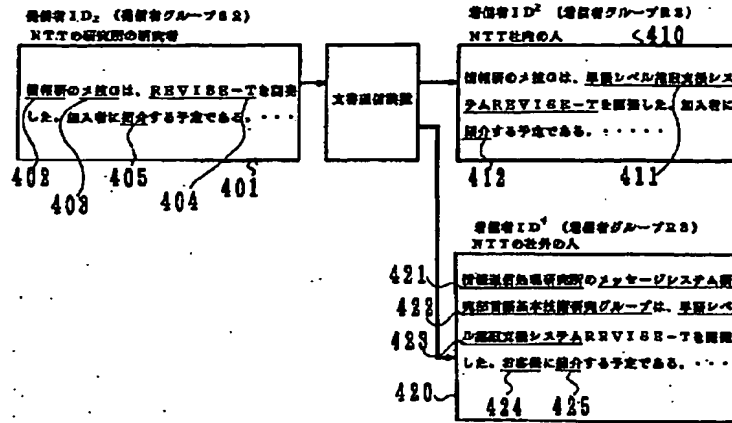 発信者ID₂ (発信者グループS2)
NTTの研究所の研究者
情報研のメ技Gは、REVISE-Tを開発
した。加入者に紹介する予定である。・・・・
402
403
405
404
401
文書通信装置
着信者ID² (着信者グループR2)
NTT社内の人
410
情報研のメ技Gは、単語レベル推敲支援シス
テムREVISE-Tを開発した。加入者に
紹介する予定である。・・・・・
412
411
着信者ID⁴ (着信者グループR3)
NTTの社外の人
421
情報通信処理研究所のメッセージシステム研
422
究部言語基本技術研究グループは、単語レベ
423
ル推敲支援システムREVISE-Tを開発
した。お客様に紹介する予定である。・・・・
420
424
425